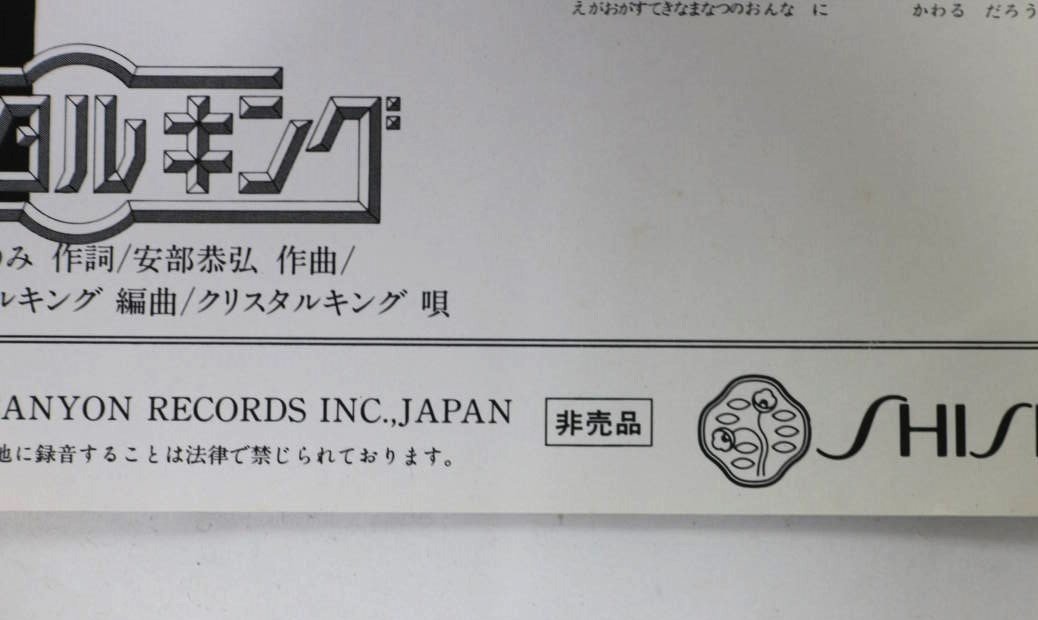 えがおがすてきなまなつのおんな に かわる だろう
タルキング
み 作詞/安部恭弘 作曲/
ルキング 編曲/クリスタルキング 唄
ANYON RECORDS INC.,JAPAN
非売品
SHIS
他に録音することは法律で禁じられております。